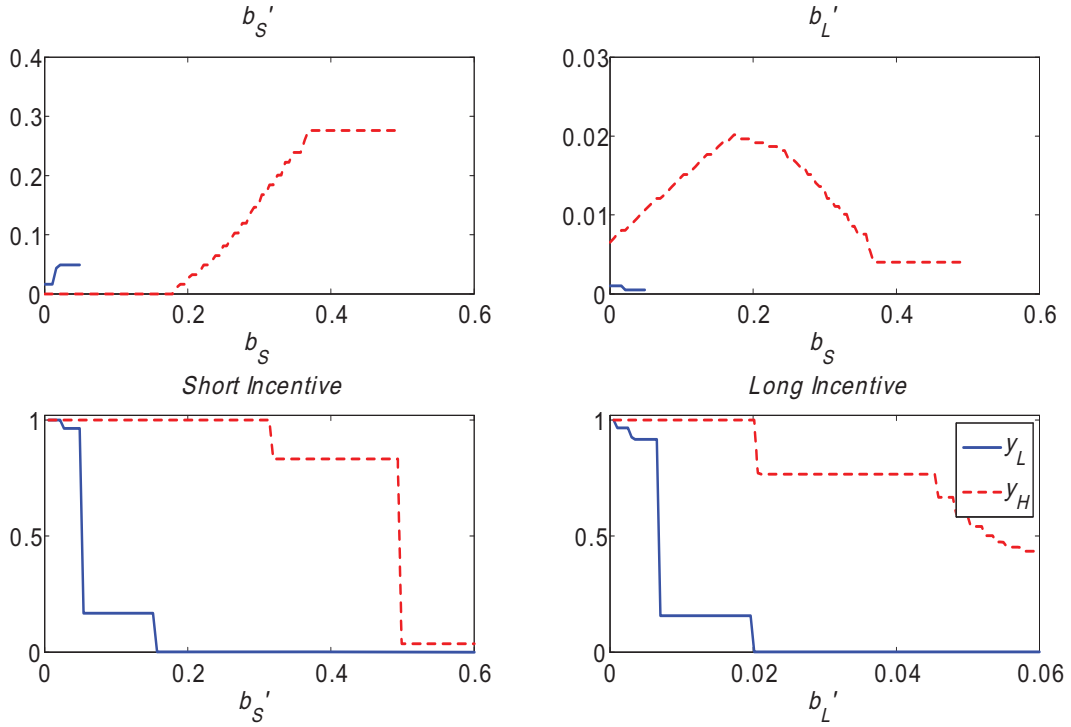 b_S'
0.4
0.3
0.2
0.1
0
0 0.2 0.4 0.6
b_S
b_L'
0.03
0.02
0.01
0
0 0.2 0.4 0.6
b_S
Short Incentive
1
0.5
0
0 0.2 0.4 0.6
b_S'
Long Incentive
1
0.5
0
0 0.02 0.04 0.06
b_L'
y_L
y_H